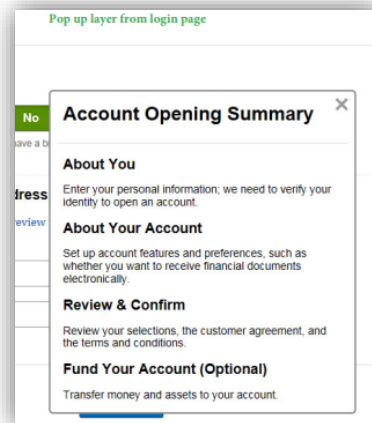 Pop up layer from login page
No
Account Opening Summary
have a b
About You
Enter your personal information; we need to verify your
identity to open an account.
dress
About Your Account
review
Set up account features and preferences, such as
whether you want to receive financial documents
electronically.
Review & Confirm
Review your selections, the customer agreement, and
the terms and conditions.
Fund Your Account (Optional)
Transfer money and assets to your account.